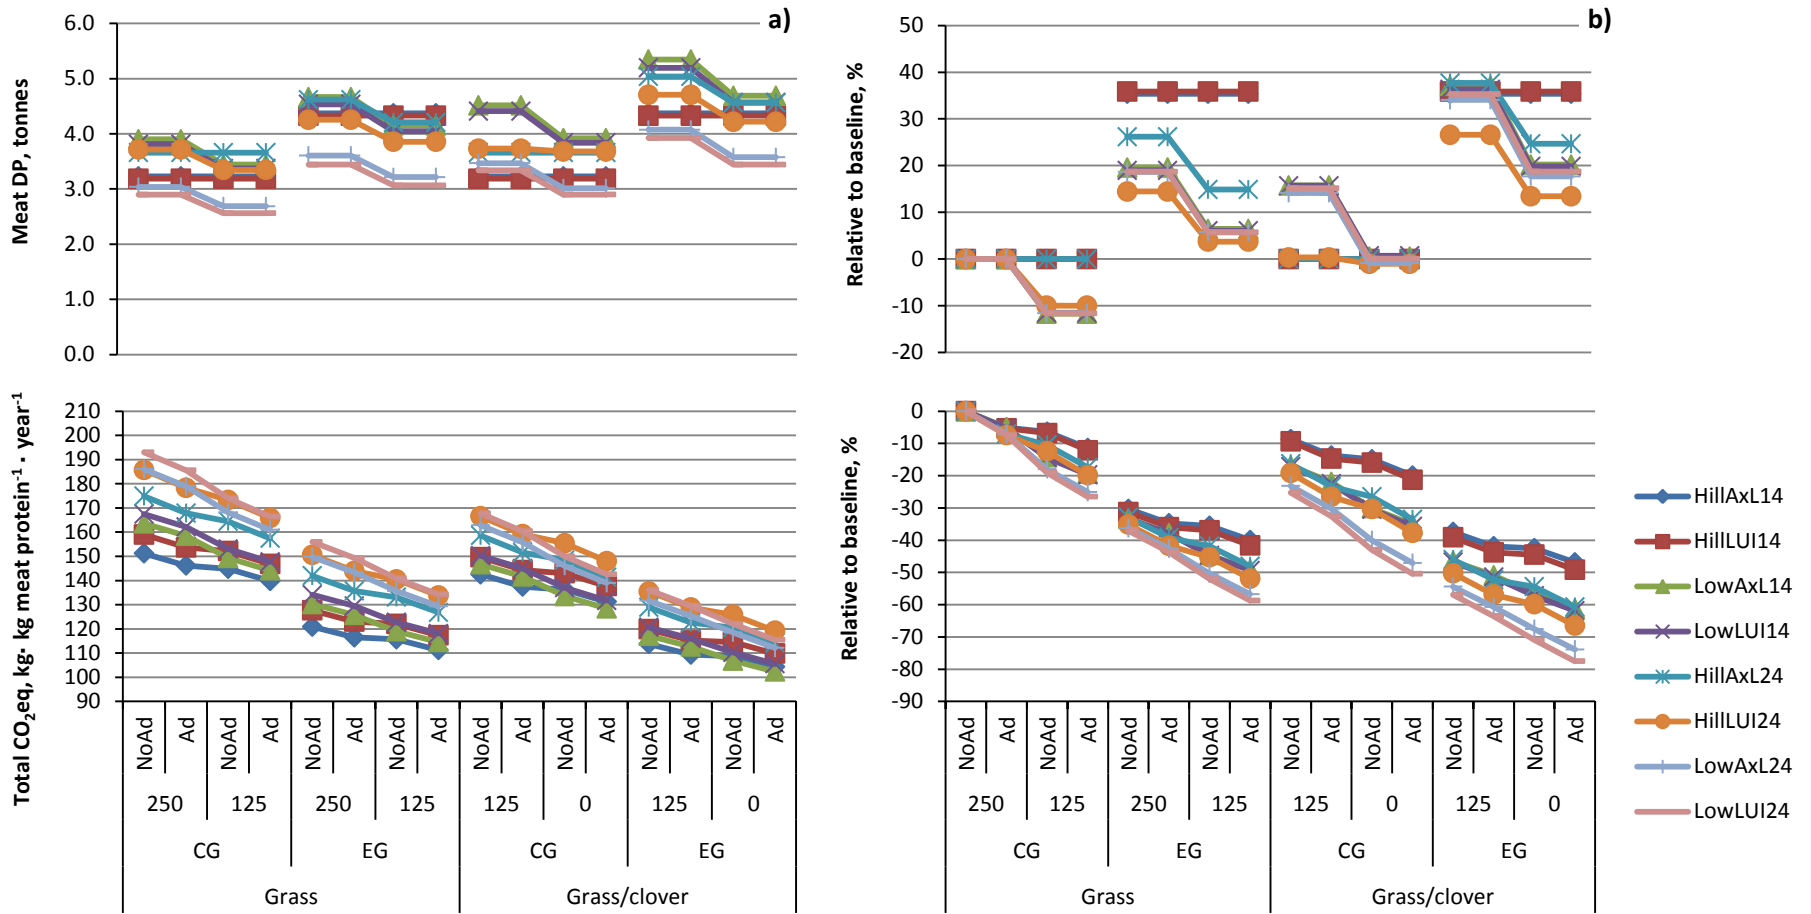 a)
Meat DP, tonnes
6.0
5.0
4.0
3.0
2.0
1.0
0.0
b)
Relative to baseline, %
50
40
30
20
10
0
-10
-20
Total CO₂eq, kg· kg meat protein⁻¹ · year⁻¹
210
200
190
180
170
160
150
140
130
120
110
100
90
NoAd Ad NoAd Ad NoAd Ad NoAd Ad NoAd Ad NoAd Ad NoAd Ad NoAd Ad
250 125 250 125 125 0 125 0
CG EG CG EG
Grass Grass/clover
Relative to baseline, %
0
-10
-20
-30
-40
-50
-60
-70
-80
-90
NoAd Ad NoAd Ad NoAd Ad NoAd Ad NoAd Ad NoAd Ad NoAd Ad NoAd Ad
250 125 250 125 125 0 125 0
CG EG CG EG
Grass Grass/clover
HillAxL14
HillLUI14
LowAxL14
LowLUI14
HillAxL24
HillLUI24
LowAxL24
LowLUI24